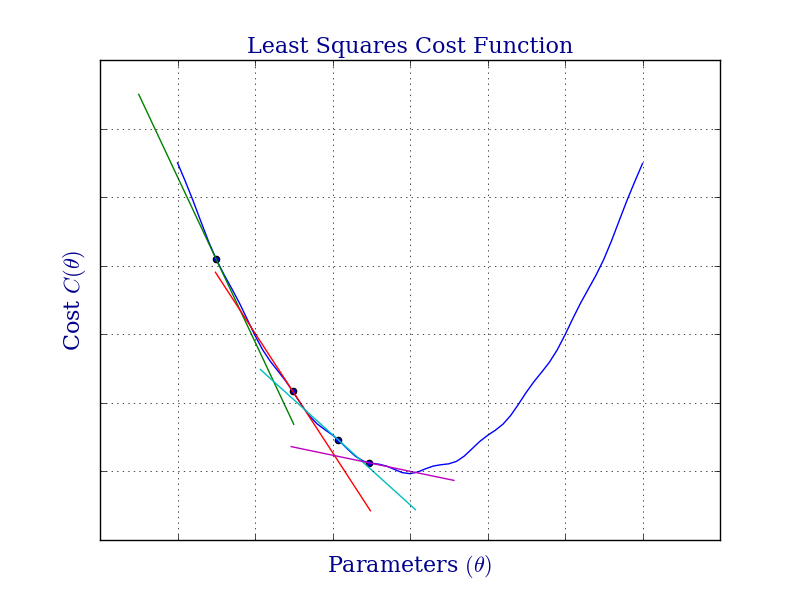 Least Squares Cost Function
Cost C(θ)
Parameters (θ)